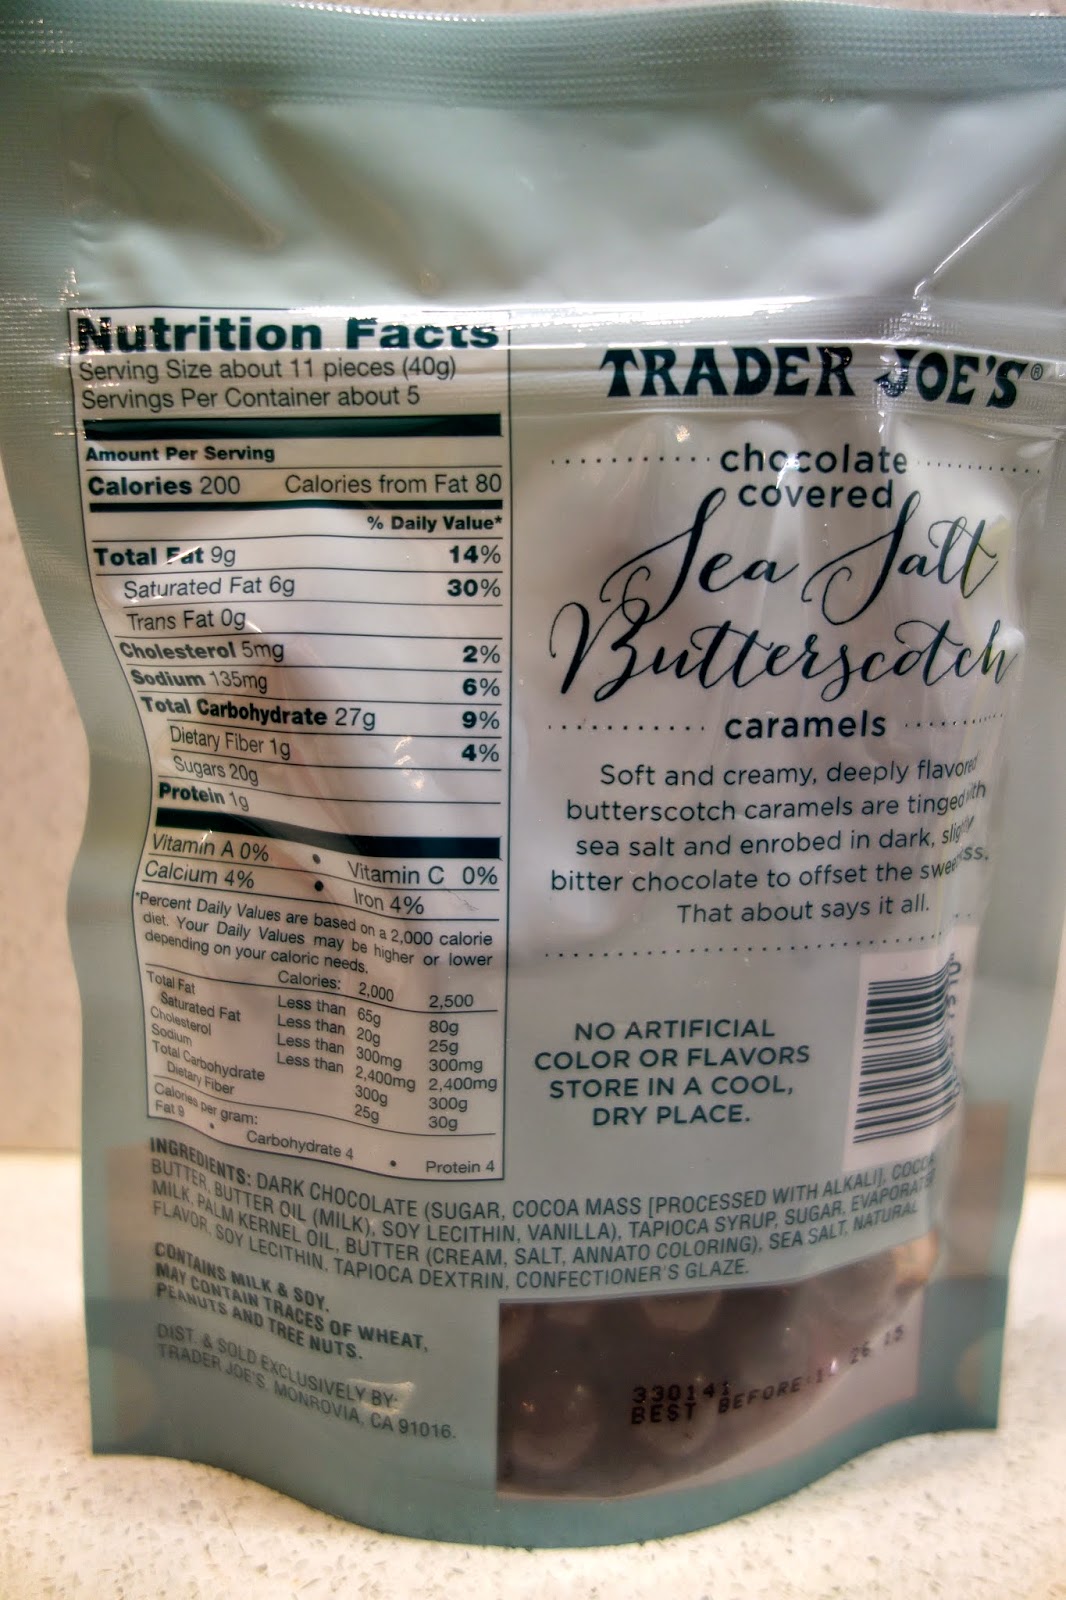 Nutrition Facts
Serving Size about 11 pieces (40g)
Servings Per Container about 5
Amount Per Serving
Calories 200 Calories from Fat 80
% Daily Value*
Total Fat 9g 14%
Saturated Fat 6g 30%
Trans Fat 0g
Cholesterol 5mg 2%
Sodium 135mg 6%
Total Carbohydrate 27g 9%
Dietary Fiber 1g 4%
Sugars 20g
Protein 1g
Vitamin A 0% • Vitamin C 0%
Calcium 4% • Iron 4%
*Percent Daily Values are based on a 2,000 calorie
diet. Your Daily Values may be higher or lower
depending on your caloric needs.
Calories: 2,000 2,500
Total Fat Less than 65g 80g
Saturated Fat Less than 20g 25g
Cholesterol Less than 300mg 300mg
Sodium Less than 2,400mg 2,400mg
Total Carbohydrate 300g 300g
Dietary Fiber 25g 30g
Calories per gram:
Fat 9 • Carbohydrate 4 • Protein 4
TRADER JOE'S®
chocolate
covered
Sea Salt
Butterscotch
caramels
Soft and creamy, deeply flavored
butterscotch caramels are tinged with
sea salt and enrobed in dark, slightly
bitter chocolate to offset the sweetness.
That about says it all.
NO ARTIFICIAL
COLOR OR FLAVORS
STORE IN A COOL,
DRY PLACE.
INGREDIENTS: DARK CHOCOLATE (SUGAR, COCOA MASS [PROCESSED WITH ALKALI], COCOA
BUTTER, BUTTER OIL (MILK), SOY LECITHIN, VANILLA), TAPIOCA SYRUP, SUGAR, EVAPORATED
MILK, PALM KERNEL OIL, BUTTER (CREAM, SALT, ANNATO COLORING), SEA SALT, NATURAL
FLAVOR, SOY LECITHIN, TAPIOCA DEXTRIN, CONFECTIONER'S GLAZE.
CONTAINS MILK & SOY.
MAY CONTAIN TRACES OF WHEAT,
PEANUTS AND TREE NUTS.
DIST. & SOLD EXCLUSIVELY BY:
TRADER JOE'S, MONROVIA, CA 91016.
BEST BEFORE